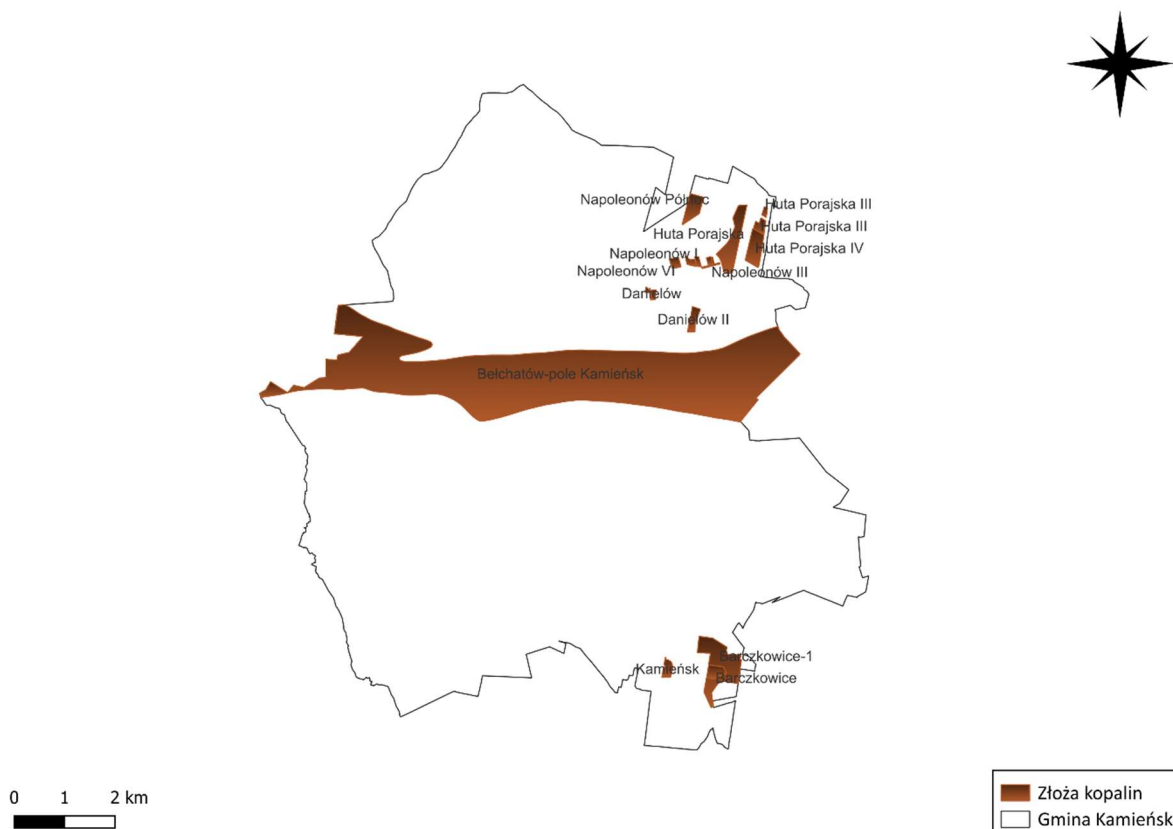 Napoleonów Północ
Huta Porajska III
Huta Porajska III
Huta Porajska
Huta Porajska IV
Napoleonów I
Napoleonów VI
Napoleonów III
Danielów
Danielów II
Bełchatów-pole Kamieńsk
Barczkowice-1
Kamieńsk
Barczkowice
0 1 2 km
Złoża kopalin
Gmina Kamieńsk